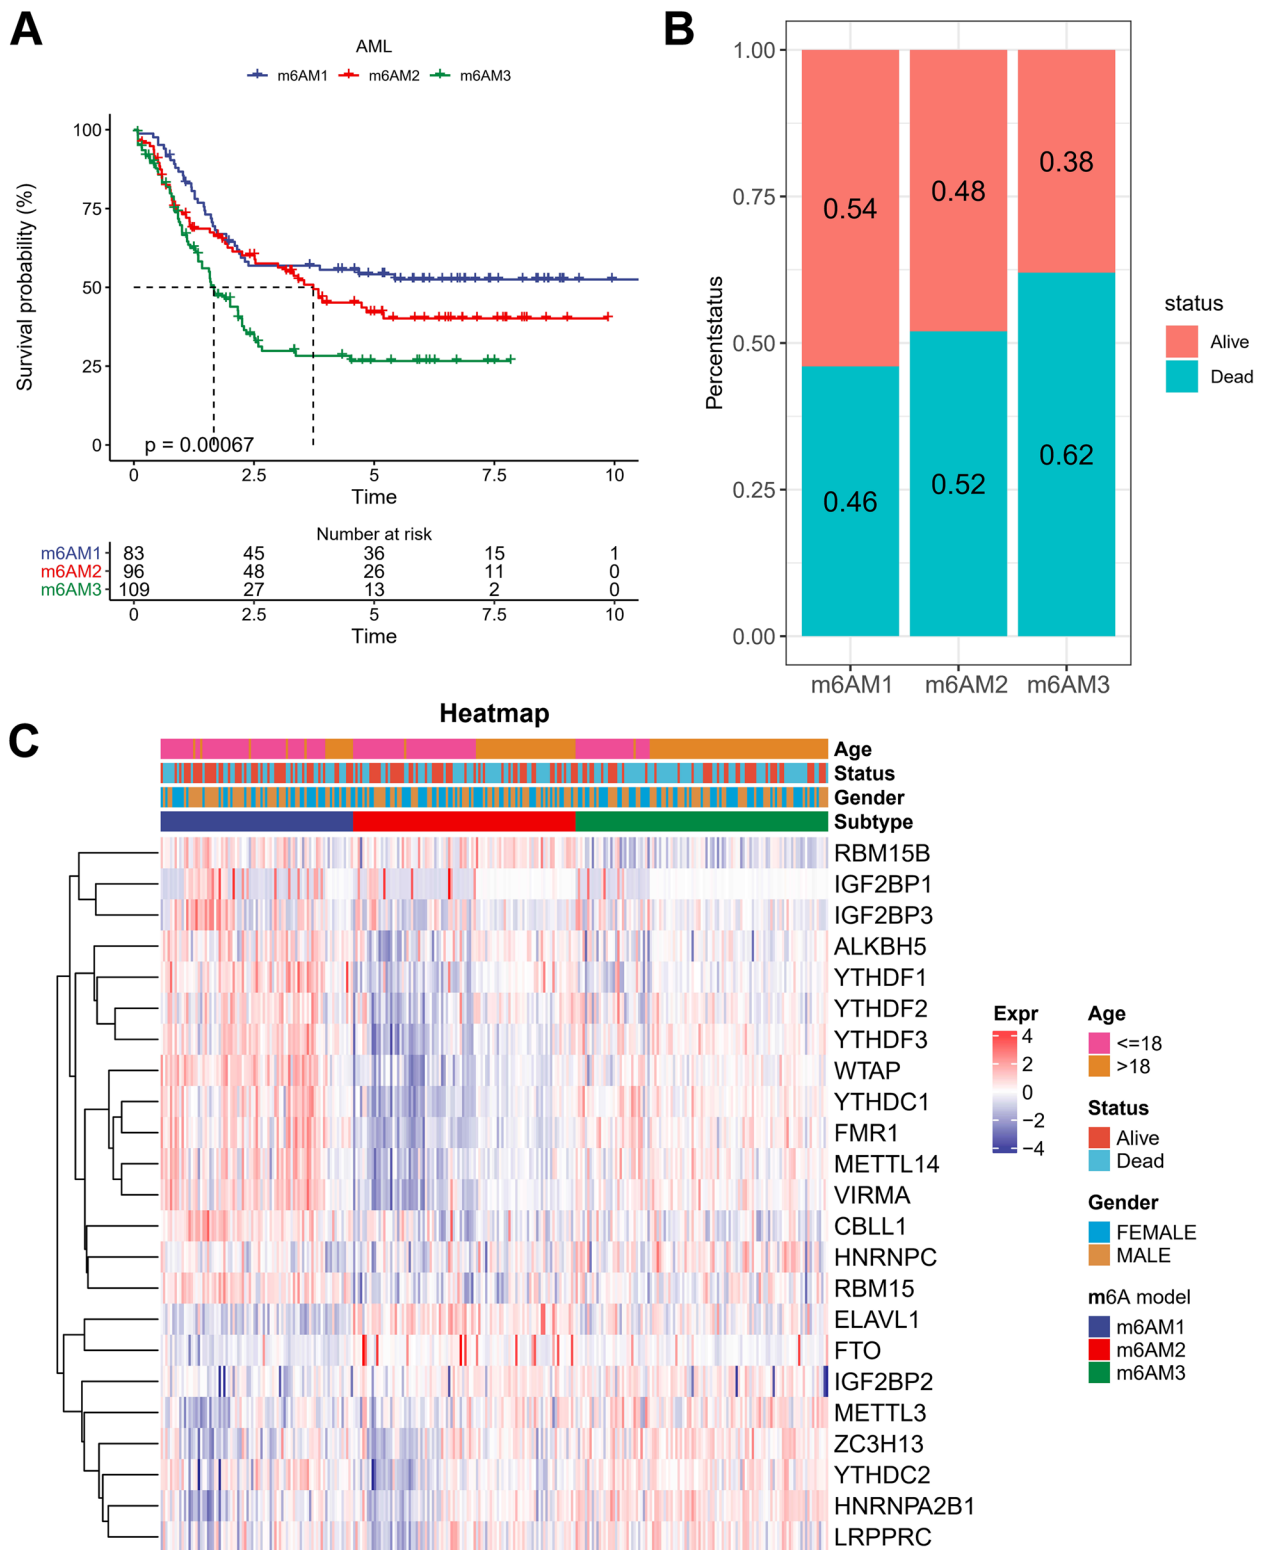 A
AML
m6AM1 m6AM2 m6AM3
Survival probability (%)
100
75
50
25
0
p = 0.00067
0 2.5 5 7.5 10
Time
Number at risk
m6AM1 83 45 36 15 1
m6AM2 96 48 26 11 0
m6AM3 109 27 13 2 0
0 2.5 5 7.5 10
Time
B
Percentstatus
1.00
0.75
0.50
0.25
0.00
0.54 0.48 0.38
0.46 0.52 0.62
m6AM1 m6AM2 m6AM3
status
Alive
Dead
C
Heatmap
Age
Status
Gender
Subtype
RBM15B
IGF2BP1
IGF2BP3
ALKBH5
YTHDF1
YTHDF2
YTHDF3
WTAP
YTHDC1
FMR1
METTL14
VIRMA
CBLL1
HNRNPC
RBM15
ELAVL1
FTO
IGF2BP2
METTL3
ZC3H13
YTHDC2
HNRNPA2B1
LRPPRC
Expr
4
2
0
−2
−4
Age
<=18
>18
Status
Alive
Dead
Gender
FEMALE
MALE
m6A model
m6AM1
m6AM2
m6AM3